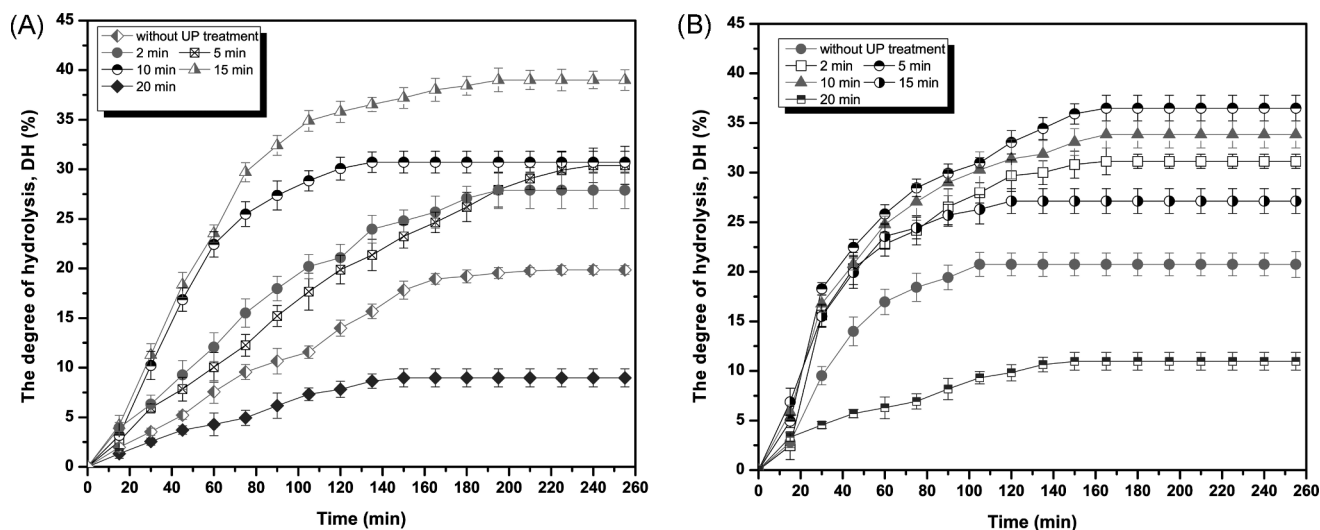 (A)
The degree of hydrolysis, DH (%)
45
40
35
30
25
20
15
10
5
0
without UP treatment
2 min 5 min
10 min 15 min
20 min
0 20 40 60 80 100 120 140 160 180 200 220 240 260
Time (min)
(B)
The degree of hydrolysis, DH (%)
45
40
35
30
25
20
15
10
5
0
without UP treatment
2 min 5 min
10 min 15 min
20 min
0 20 40 60 80 100 120 140 160 180 200 220 240 260
Time (min)